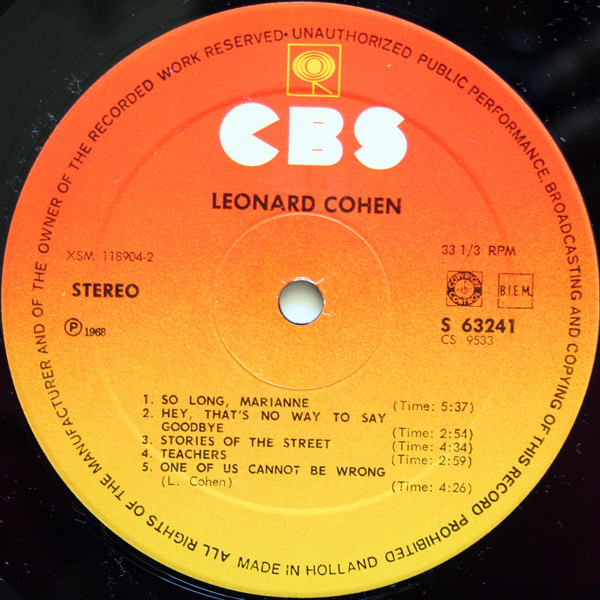 ALL RIGHTS OF THE MANUFACTURER AND OF THE OWNER OF THE RECORDED WORK RESERVED • UNAUTHORIZED PUBLIC PERFORMANCE, BROADCASTING AND COPYING OF THIS RECORD PROHIBITED
CBS
LEONARD COHEN
XSM 118904-2
33 1/3 RPM
STEREO
COPYRIGHT CONTROL
B.I.E.M.
℗ 1968
S 63241
CS 9533
1. SO LONG, MARIANNE (Time: 5:37)
2. HEY, THAT'S NO WAY TO SAY
GOODBYE (Time: 2:54)
3. STORIES OF THE STREET (Time: 4:34)
4. TEACHERS (Time: 2:59)
5. ONE OF US CANNOT BE WRONG
(L. Cohen) (Time: 4:26)
MADE IN HOLLAND